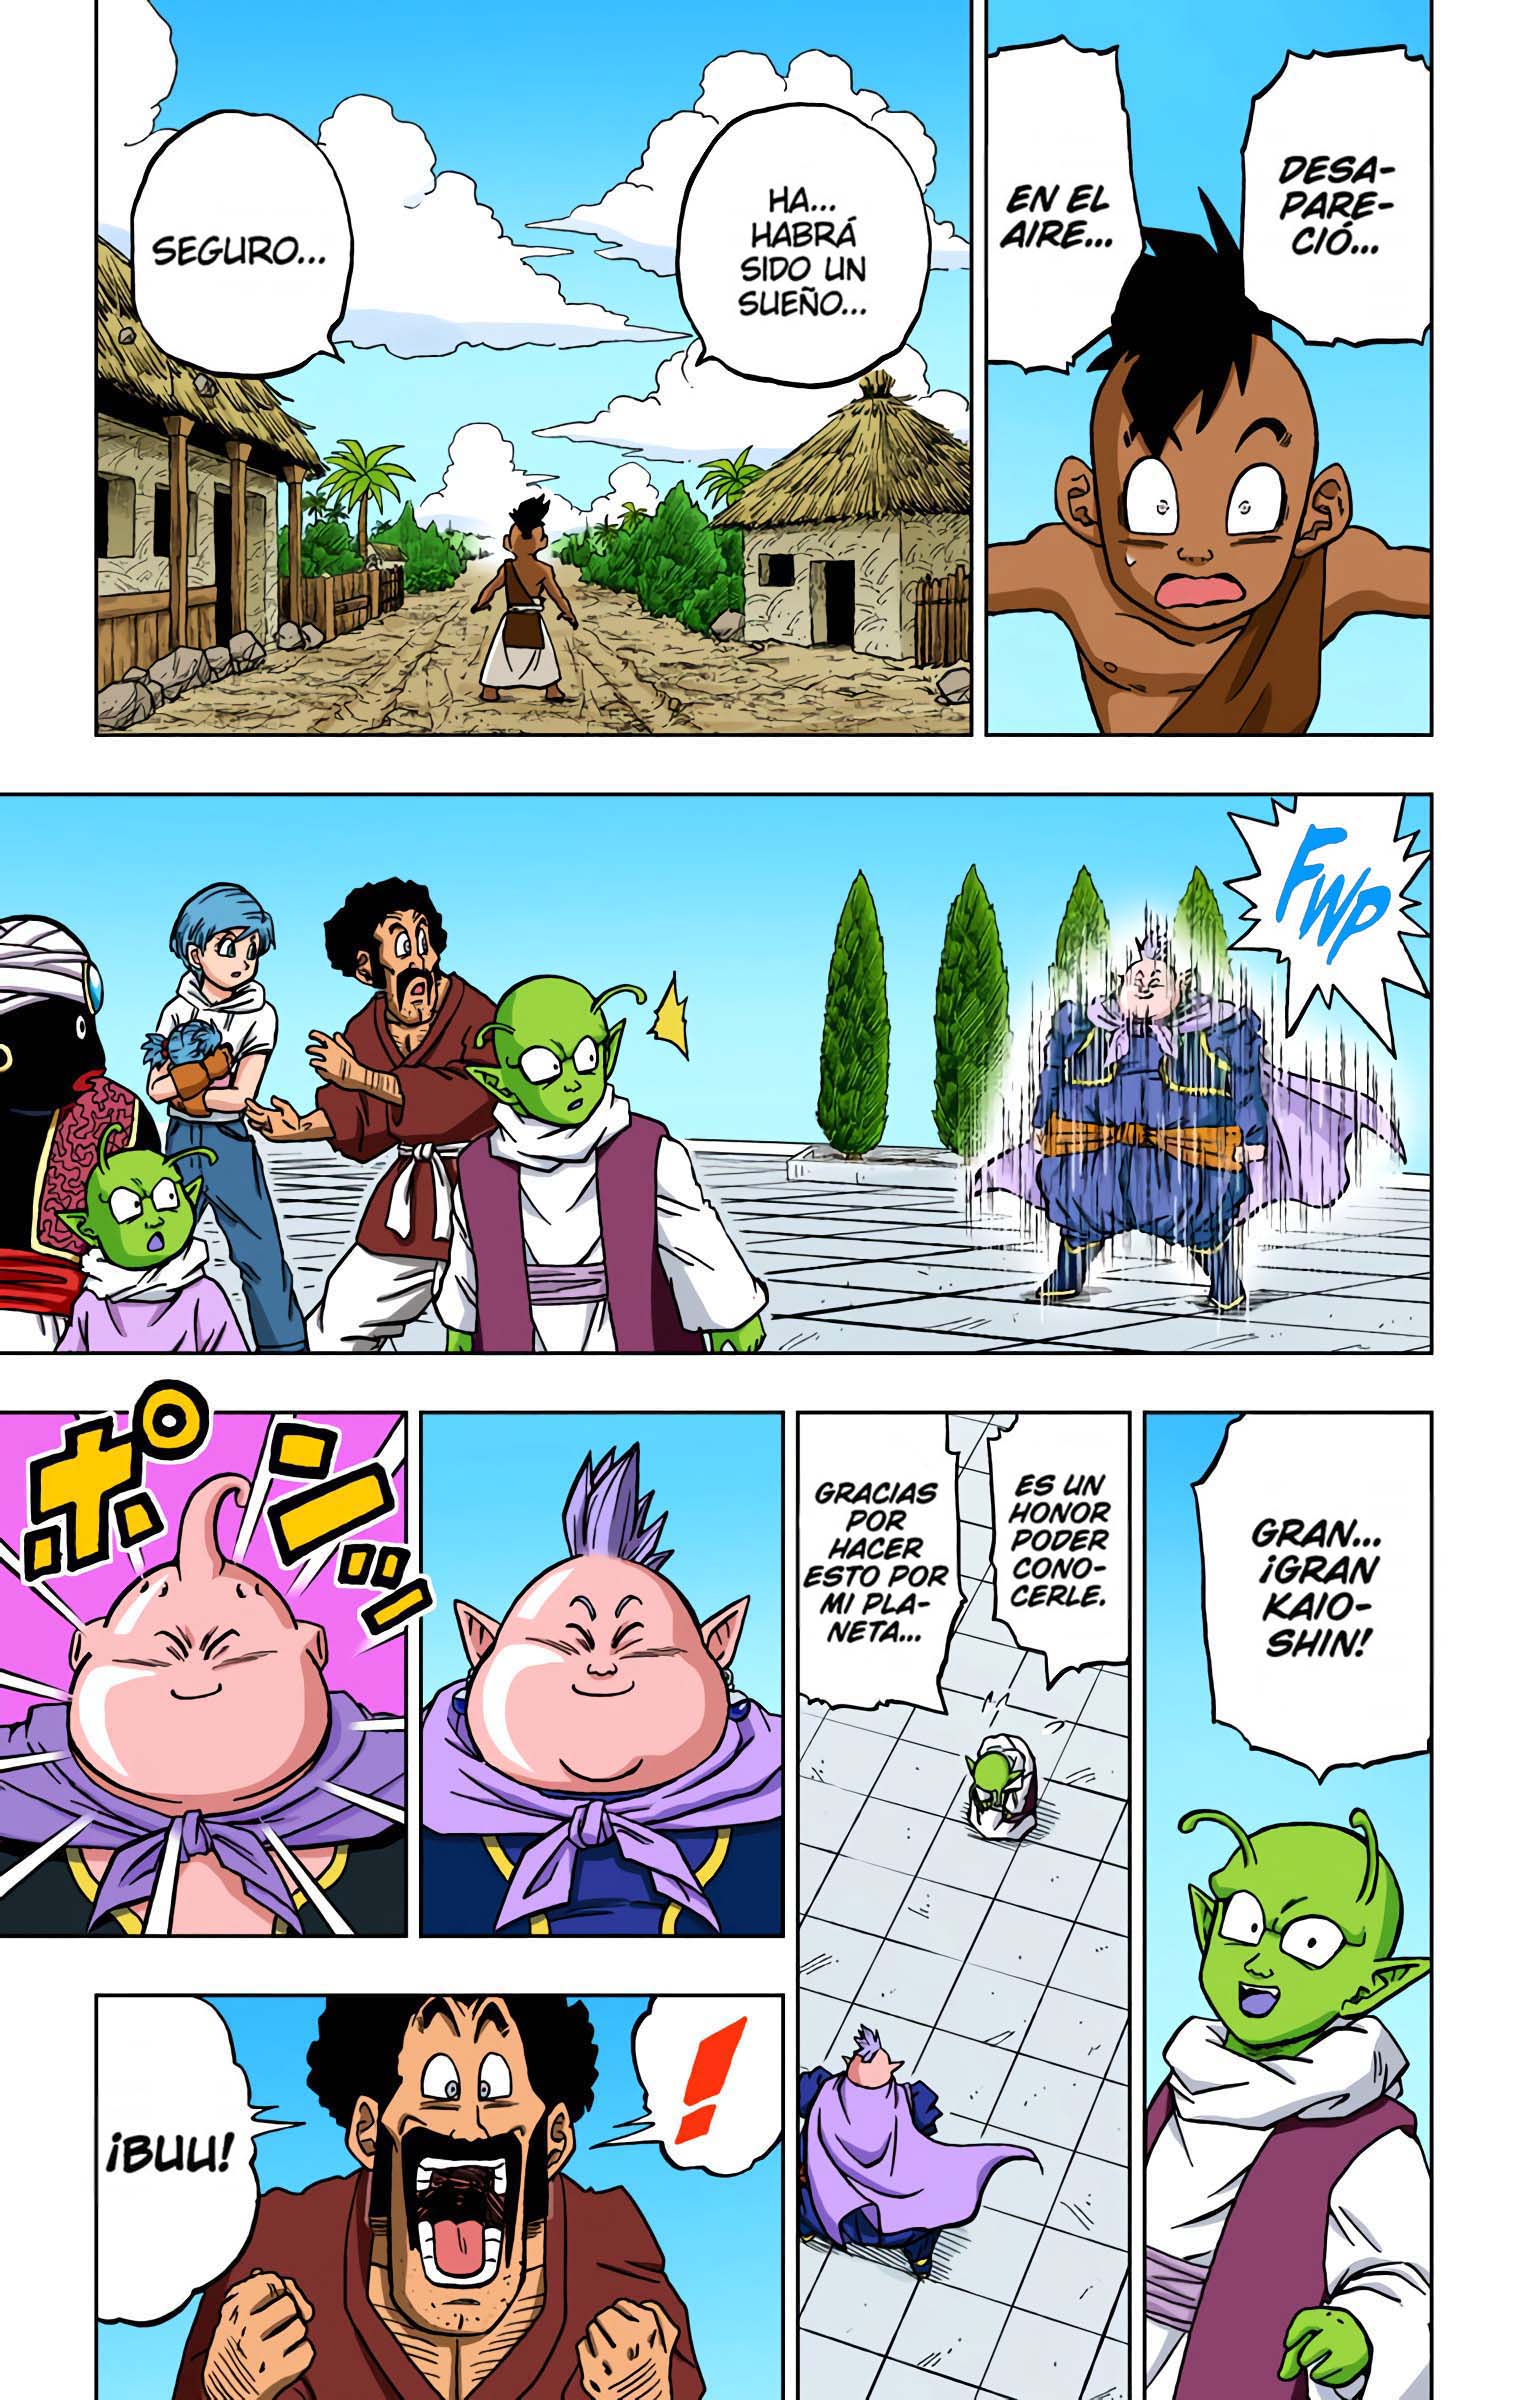 DESA-
PARE-
CIÓ...
EN EL
AIRE...
HA...
HABRÁ
SIDO UN
SUEÑO...
SEGURO...
FWP
GRAN...
¡GRAN
KAIO-
SHIN!
ES UN
HONOR
PODER
CONO-
CERLE.
GRACIAS
POR
HACER
ESTO POR
MI PLA-
NETA...
ポンッ
!
¡BUU!